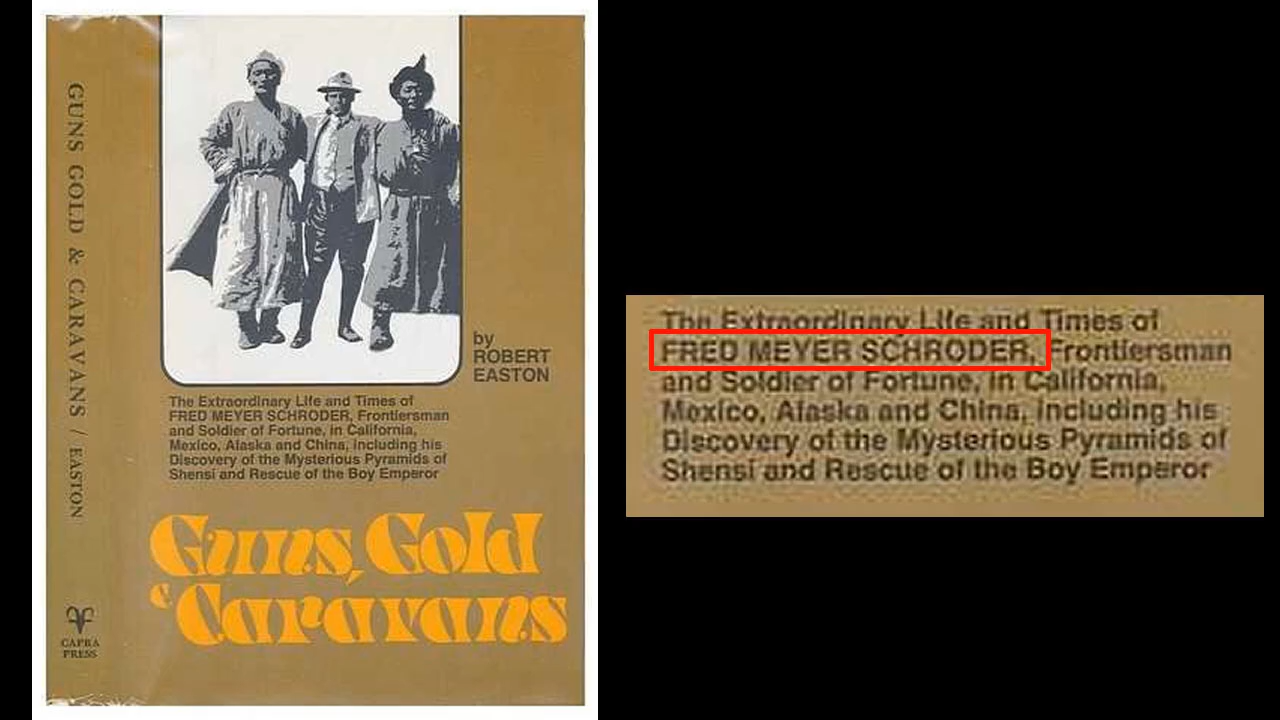 GUNS GOLD & CARAVANS / EASTON
CAPRA
PRESS
by
ROBERT
EASTON
The Extraordinary Life and Times of
FRED MEYER SCHRODER, Frontiersman
and Soldier of Fortune, in California,
Mexico, Alaska and China, including his
Discovery of the Mysterious Pyramids of
Shensi and Rescue of the Boy Emperor
Guns, Gold
& Caravans
The Extraordinary Life and Times of
FRED MEYER SCHRODER, Frontiersman
and Soldier of Fortune, in California,
Mexico, Alaska and China, including his
Discovery of the Mysterious Pyramids of
Shensi and Rescue of the Boy Emperor